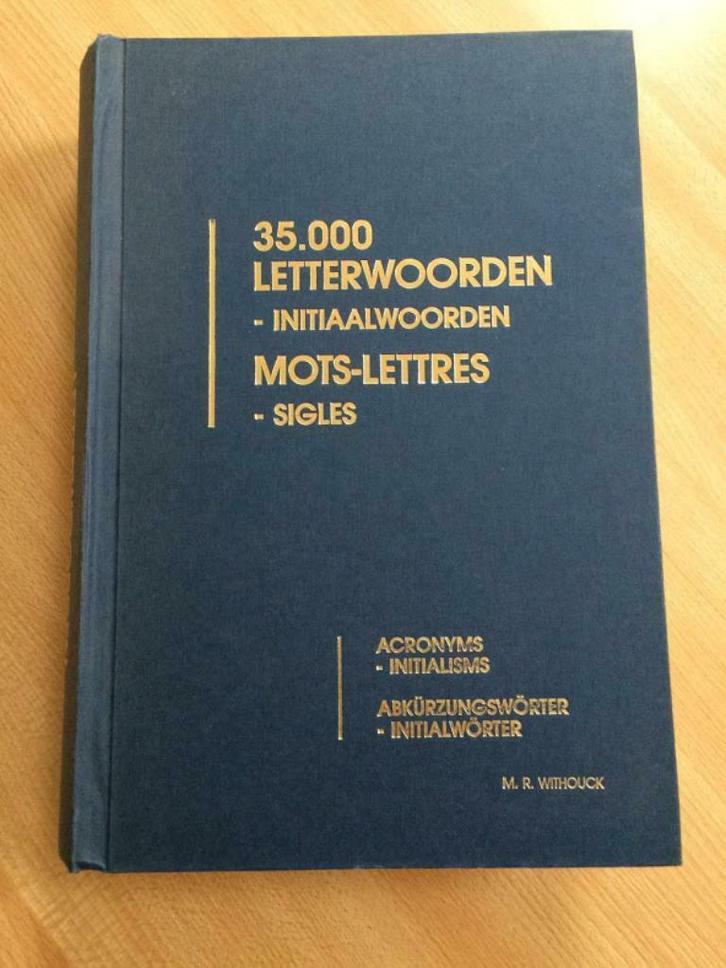 35.000
LETTERWOORDEN
- INITIAALWOORDEN
MOTS-LETTRES
- SIGLES
ACRONYMS
- INITIALISMS
ABKÜRZUNGSWÖRTER
- INITIALWÖRTER
M. R. WITHOUCK